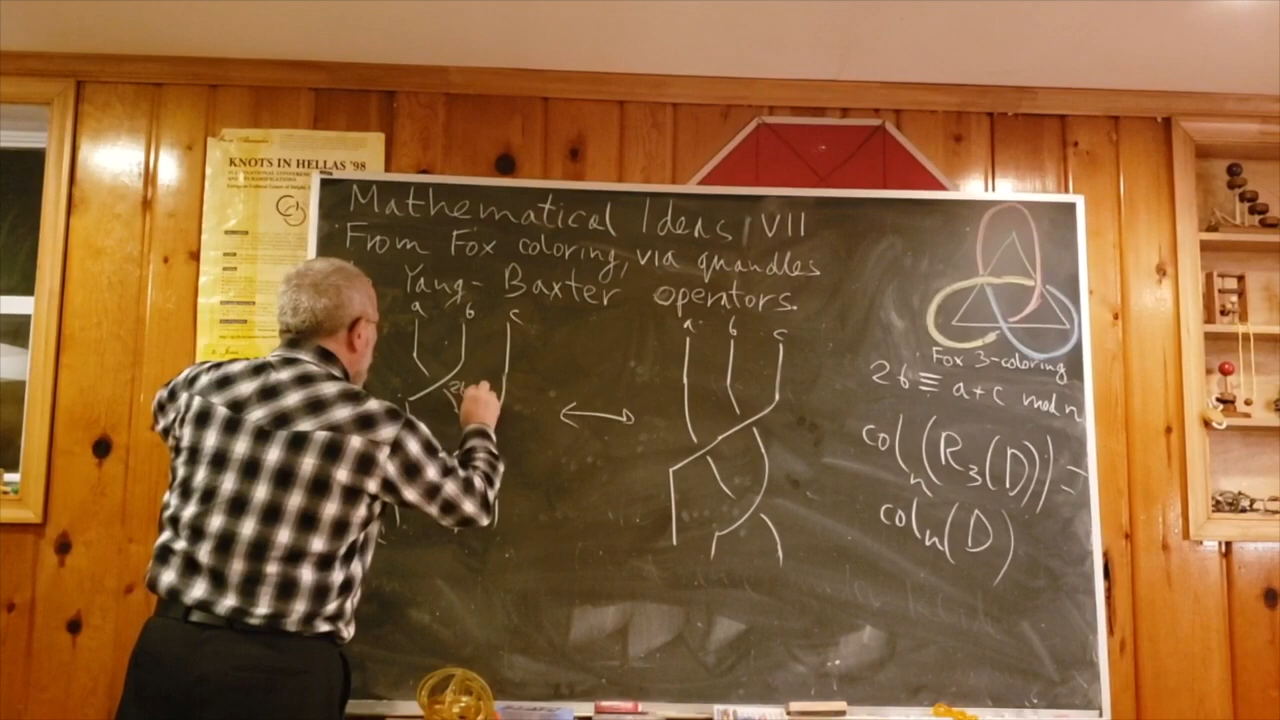 KNOTS IN HELLAS '98
Mathematical Ideas, VII
From Fox coloring, via quandles
Yang-Baxter operators.
a b c
a b c
2b
Fox 3-coloring
2b ≡ a+c mod n
col_n(R_3(D)) =
col_n(D)